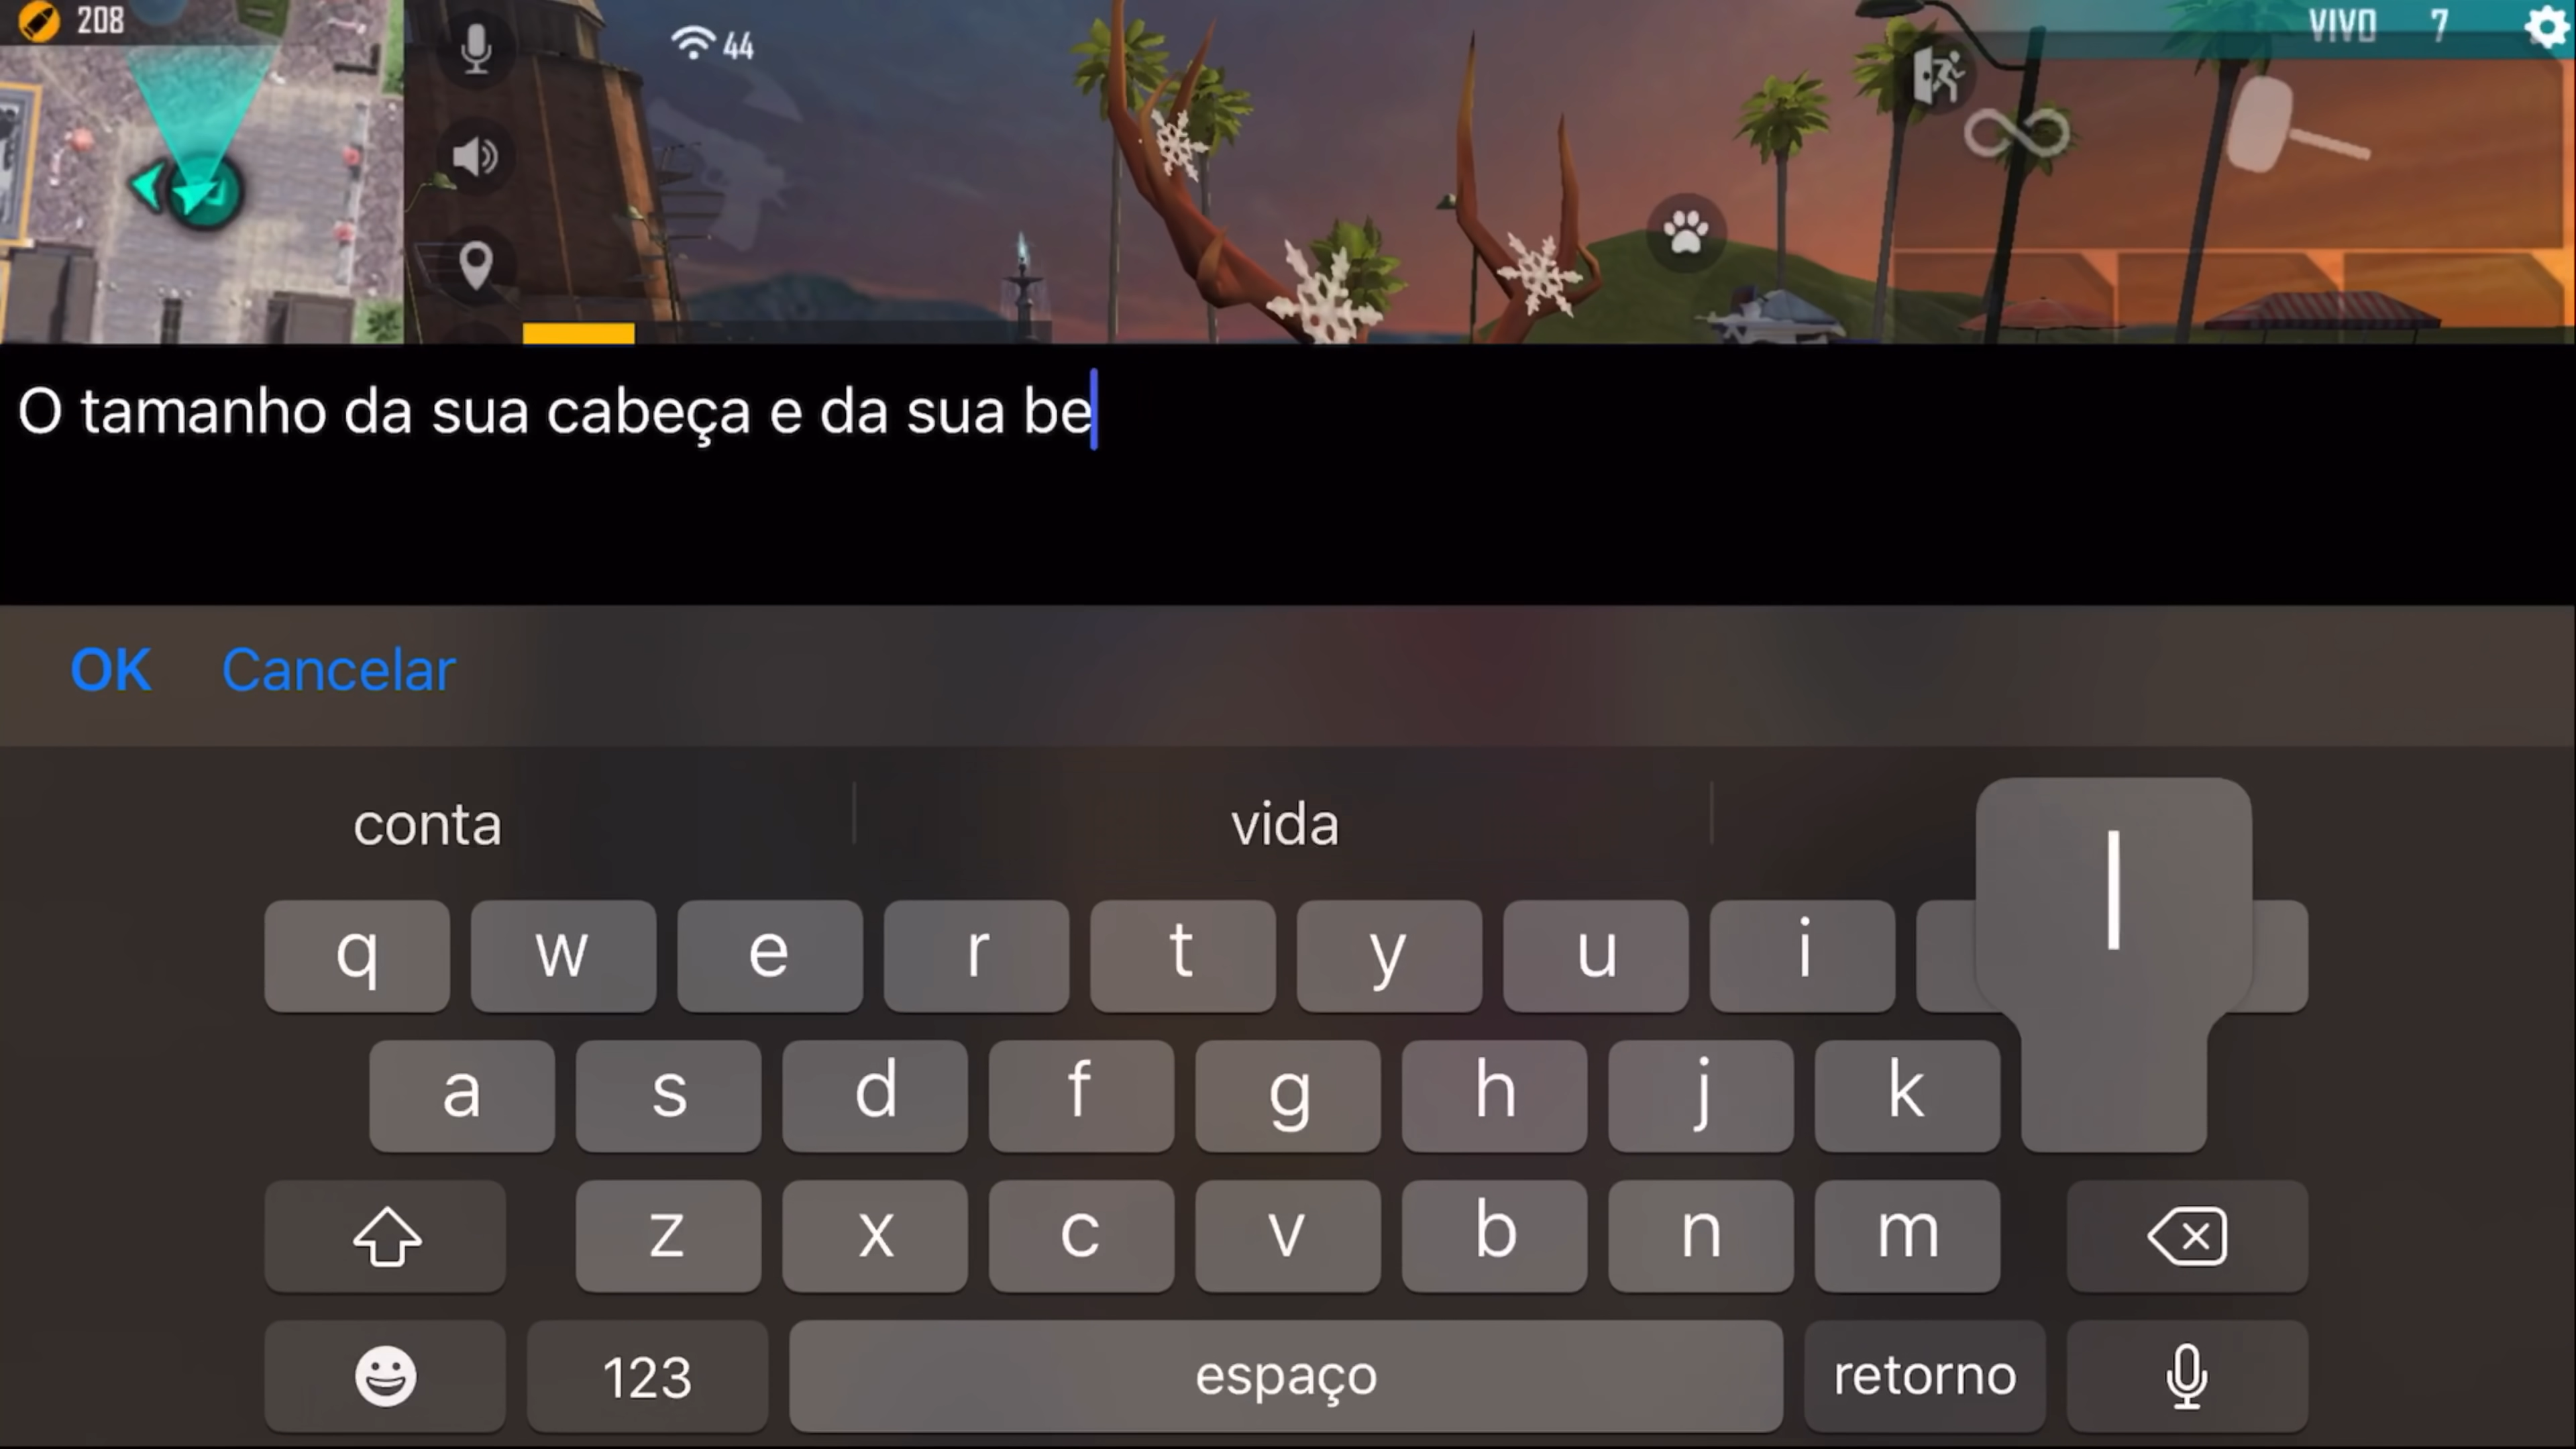 208
44
VIVO 7
O tamanho da sua cabeça e da sua be
OK Cancelar
conta vida
q w e r t y u i
l
a s d f g h j k
z x c v b n m
123 espaço retorno